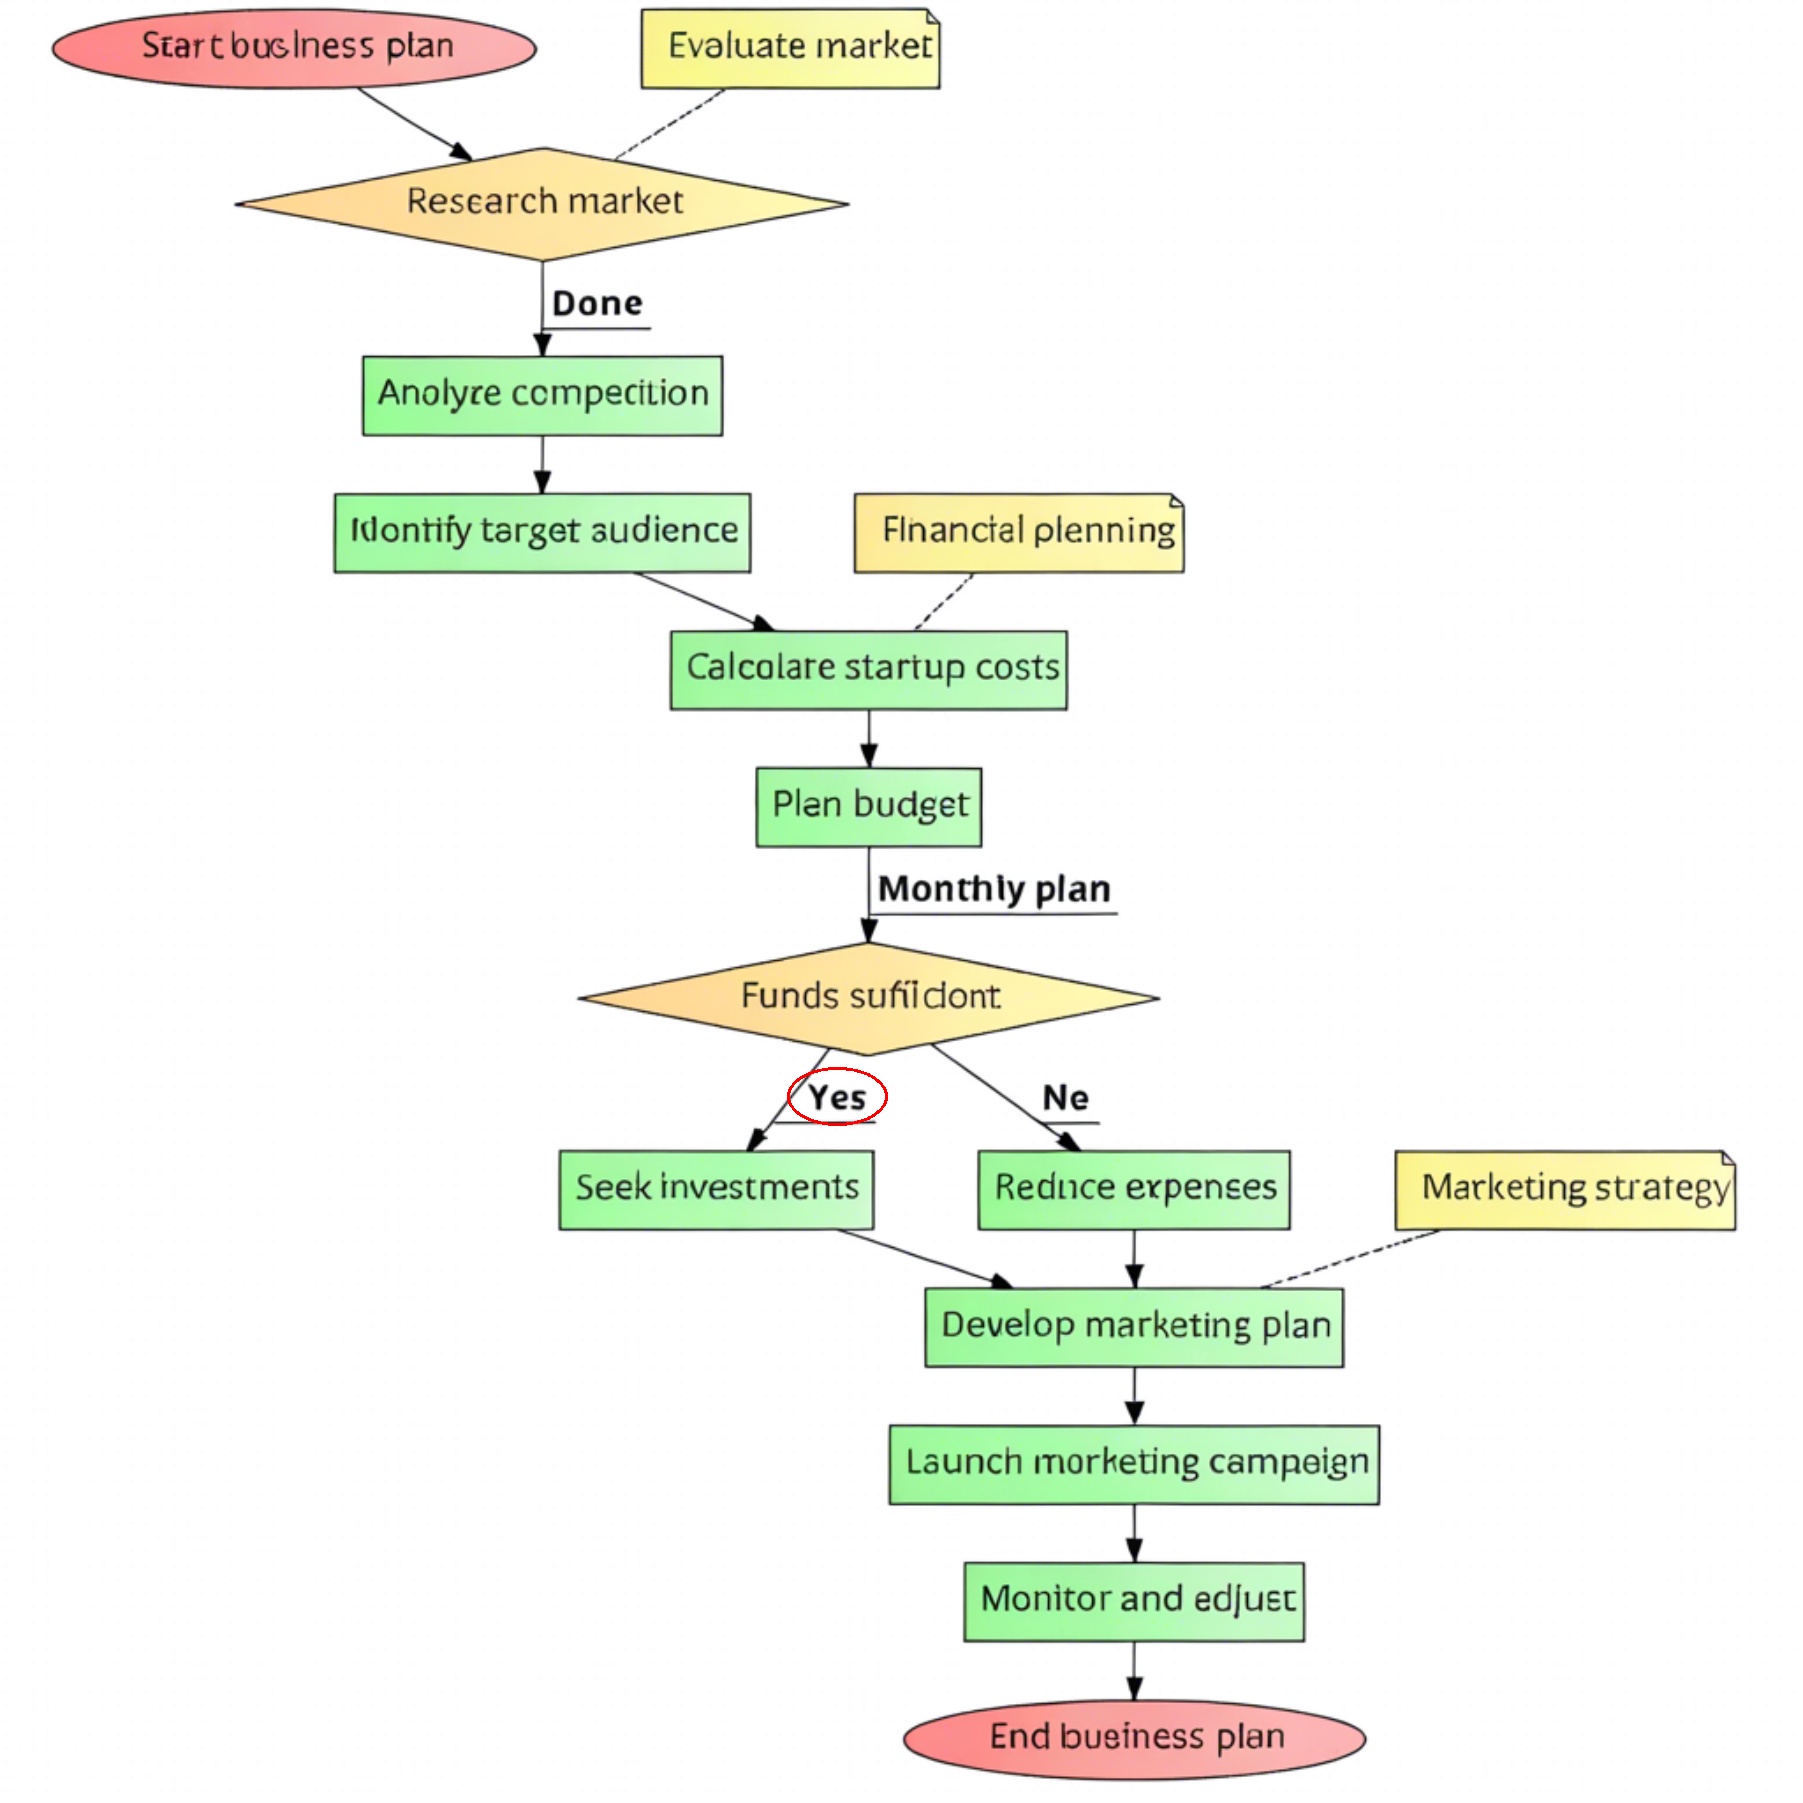 Start buslness plan
Evaluate market
Research market
Done
Anolyre compecition
Idontify target audience
FInancial plenning
Calcolare startup costs
Plan budget
Monthly plan
Funds sufildont
Yes
Ne
Seek investments
Reduce expenses
Marketing strategy
Develop marketing plan
Launch morketing campeign
Monitor and edjust
End bueiness plan